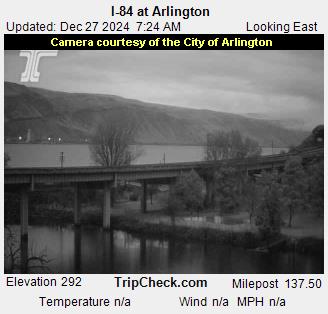 I-84 at Arlington
Updated: Dec 27 2024 7:24 AM Looking East
Camera courtesy of the City of Arlington
Elevation 292 TripCheck.com Milepost 137.50
Temperature n/a Wind n/a MPH n/a